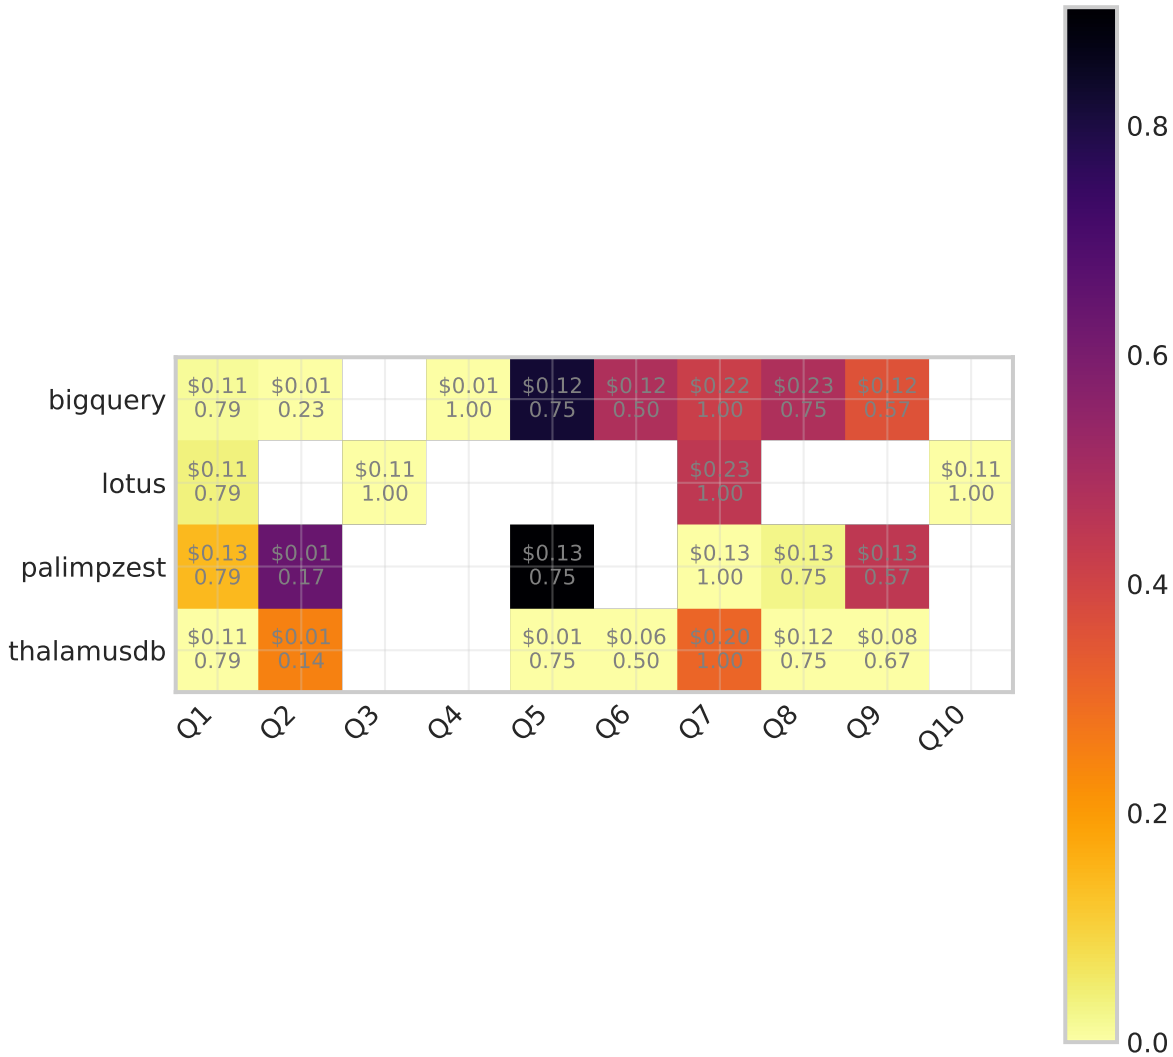 bigquery
$0.11 $0.01 $0.01 $0.12 $0.12 $0.22 $0.23 $0.12
0.79 0.23 1.00 0.75 0.50 1.00 0.75 0.57
lotus
$0.11 $0.11 $0.23 $0.11
0.79 1.00 1.00 1.00
palimpzest
$0.13 $0.01 $0.13 $0.13 $0.13 $0.13
0.79 0.17 0.75 1.00 0.75 0.57
thalamusdb
$0.11 $0.01 $0.01 $0.06 $0.20 $0.12 $0.08
0.79 0.14 0.75 0.50 1.00 0.75 0.67
Q1 Q2 Q3 Q4 Q5 Q6 Q7 Q8 Q9 Q10
0.8
0.6
0.4
0.2
0.0